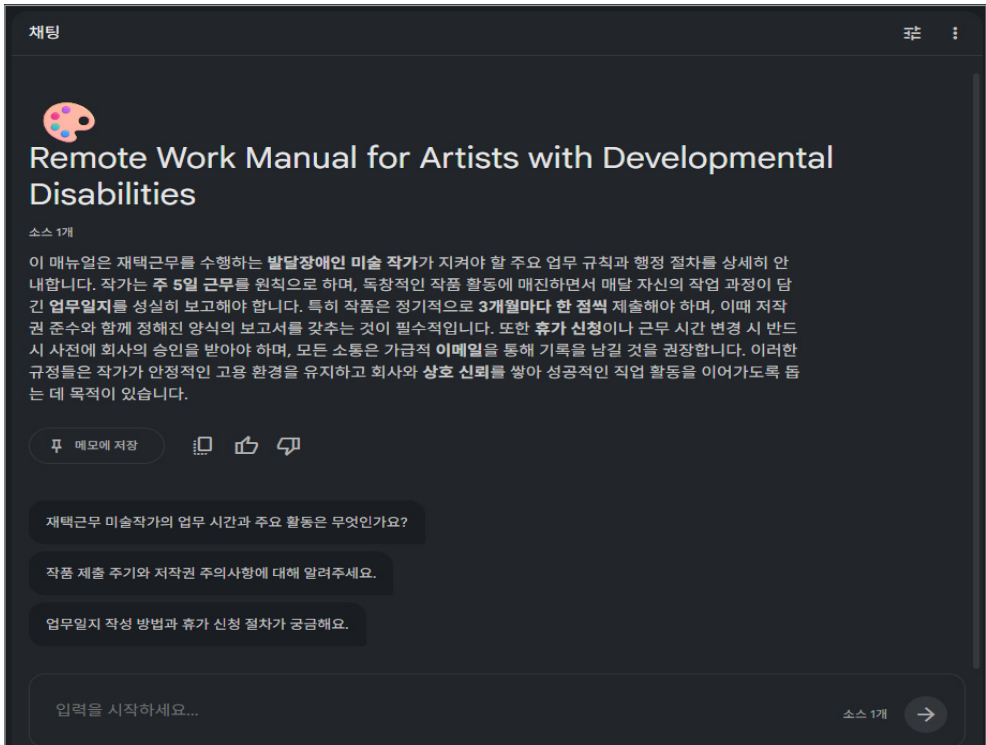 채팅
Remote Work Manual for Artists with Developmental
Disabilities
소스 1개
이 매뉴얼은 재택근무를 수행하는 발달장애인 미술 작가가 지켜야 할 주요 업무 규칙과 행정 절차를 상세히 안
내합니다. 작가는 주 5일 근무를 원칙으로 하며, 독창적인 작품 활동에 매진하면서 매달 자신의 작업 과정이 담
긴 업무일지를 성실히 보고해야 합니다. 특히 작품은 정기적으로 3개월마다 한 점씩 제출해야 하며, 이때 저작
권 준수와 함께 정해진 양식의 보고서를 갖추는 것이 필수적입니다. 또한 휴가 신청이나 근무 시간 변경 시 반드
시 사전에 회사의 승인을 받아야 하며, 모든 소통은 가급적 이메일을 통해 기록을 남길 것을 권장합니다. 이러한
규정들은 작가가 안정적인 고용 환경을 유지하고 회사와 상호 신뢰를 쌓아 성공적인 직업 활동을 이어가도록 돕
는 데 목적이 있습니다.
메모에 저장
재택근무 미술작가의 업무 시간과 주요 활동은 무엇인가요?
작품 제출 주기와 저작권 주의사항에 대해 알려주세요.
업무일지 작성 방법과 휴가 신청 절차가 궁금해요.
입력을 시작하세요...
소스 1개